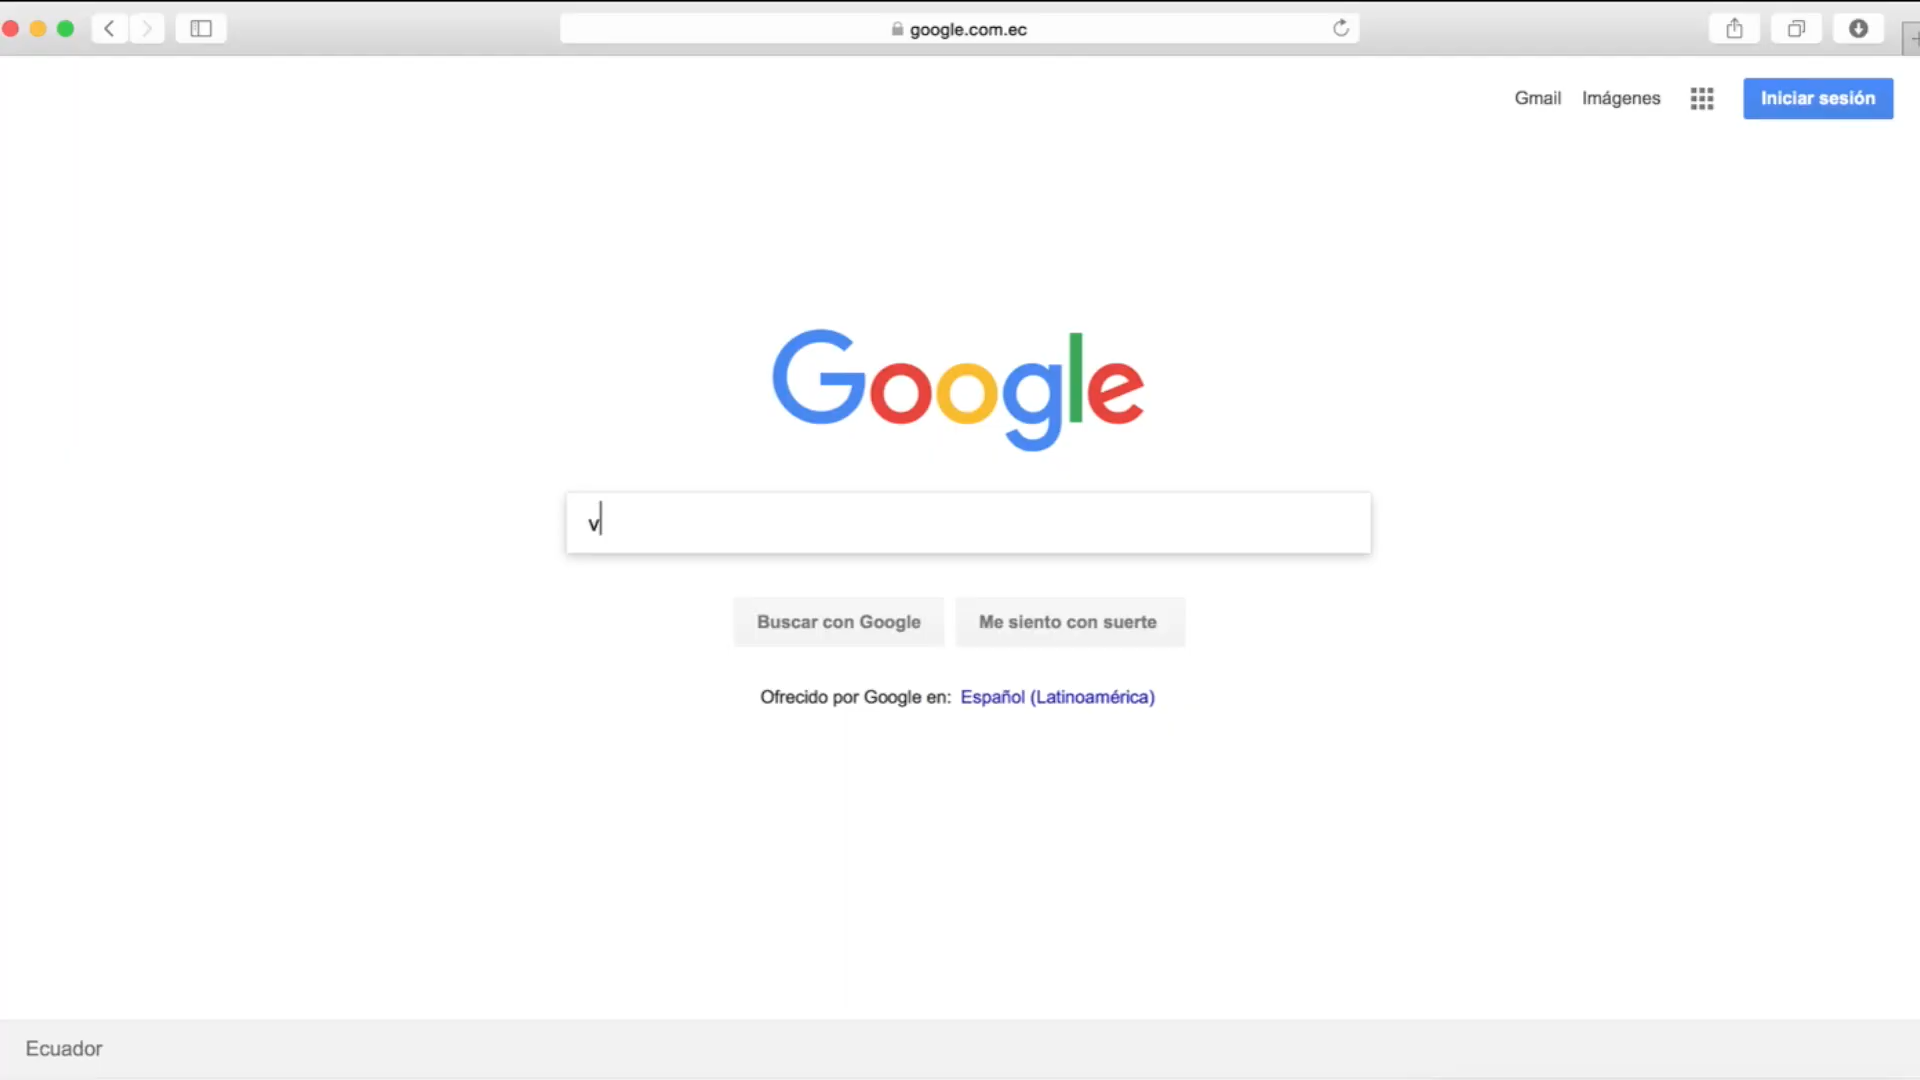 google.com.ec
Gmail Imágenes Iniciar sesión
Google
v
Buscar con Google Me siento con suerte
Ofrecido por Google en: Español (Latinoamérica)
Ecuador